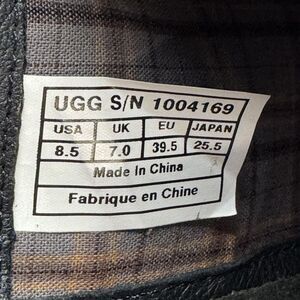 UGG S/N 1004169
USA UK EU JAPAN
8.5 7.0 39.5 25.5
Made In China
Fabrique en Chine